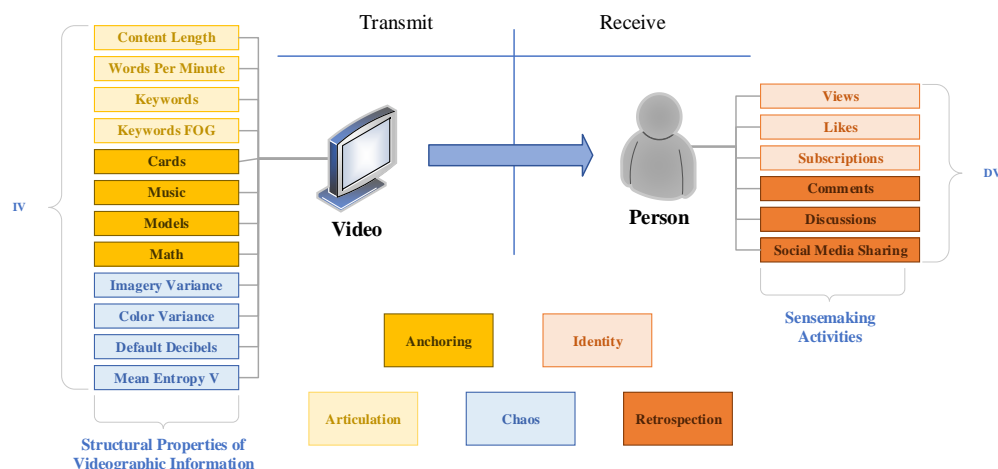 Transmit
Receive
Content Length
Words Per Minute
Keywords
Keywords FOG
Cards
Music
Models
Math
Imagery Variance
Color Variance
Default Decibels
Mean Entropy V
IV
Structural Properties of
Videographic Information
Video
Person
Views
Likes
Subscriptions
Comments
Discussions
Social Media Sharing
DV
Sensemaking
Activities
Anchoring
Identity
Articulation
Chaos
Retrospection